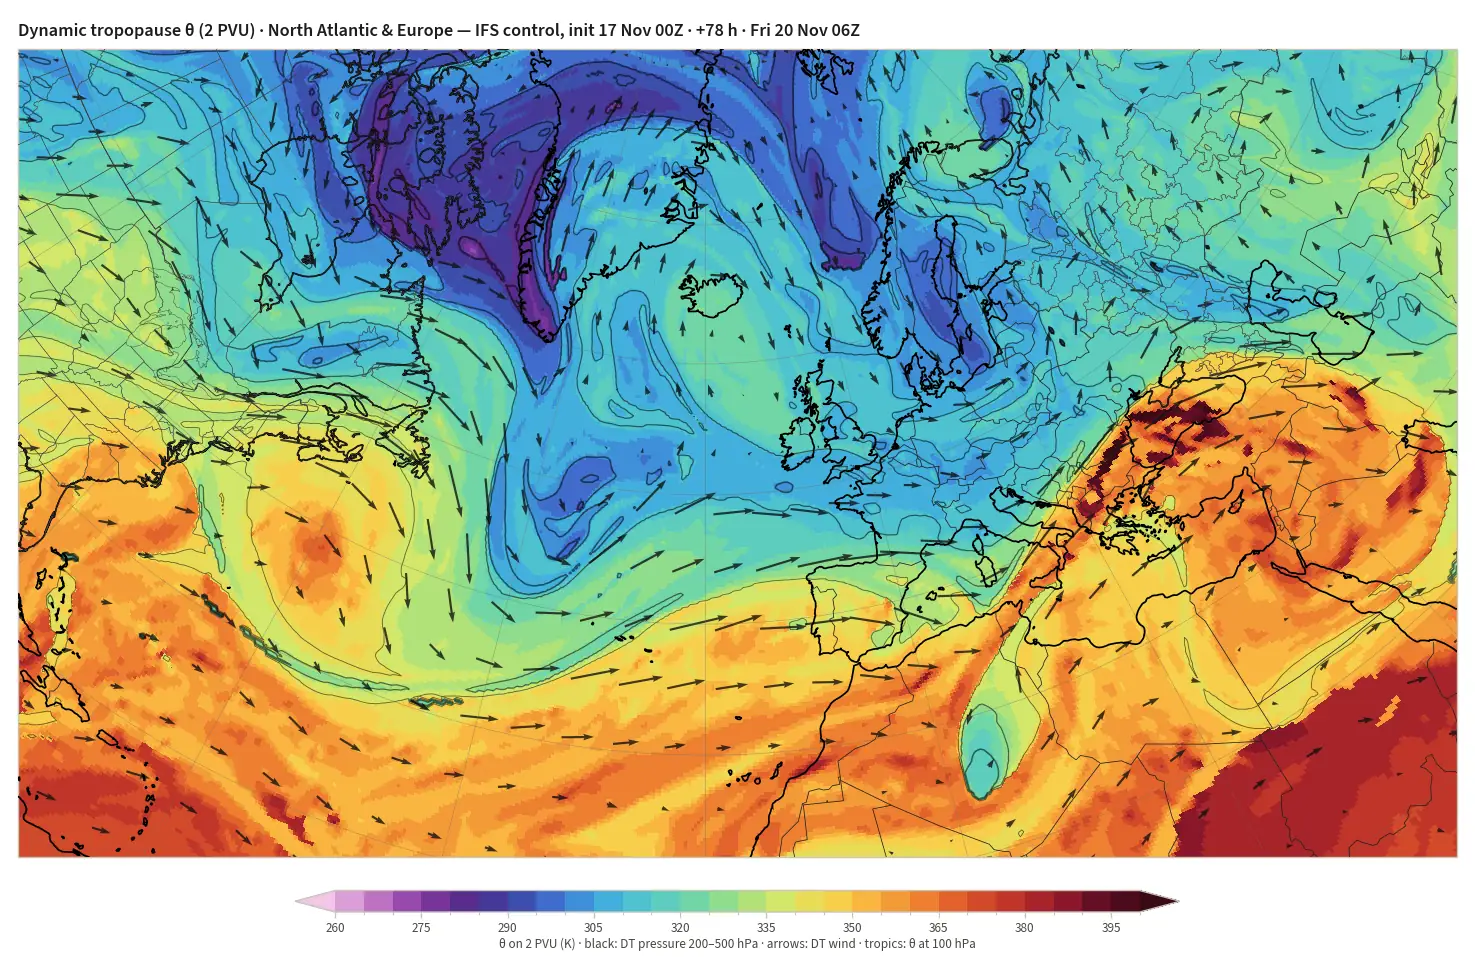 Dynamic tropopause θ (2 PVU) · North Atlantic & Europe — IFS control, init 17 Nov 00Z · +78 h · Fri 20 Nov 06Z
260 275 290 305 320 335 350 365 380 395
θ on 2 PVU (K) · black: DT pressure 200–500 hPa · arrows: DT wind · tropics: θ at 100 hPa